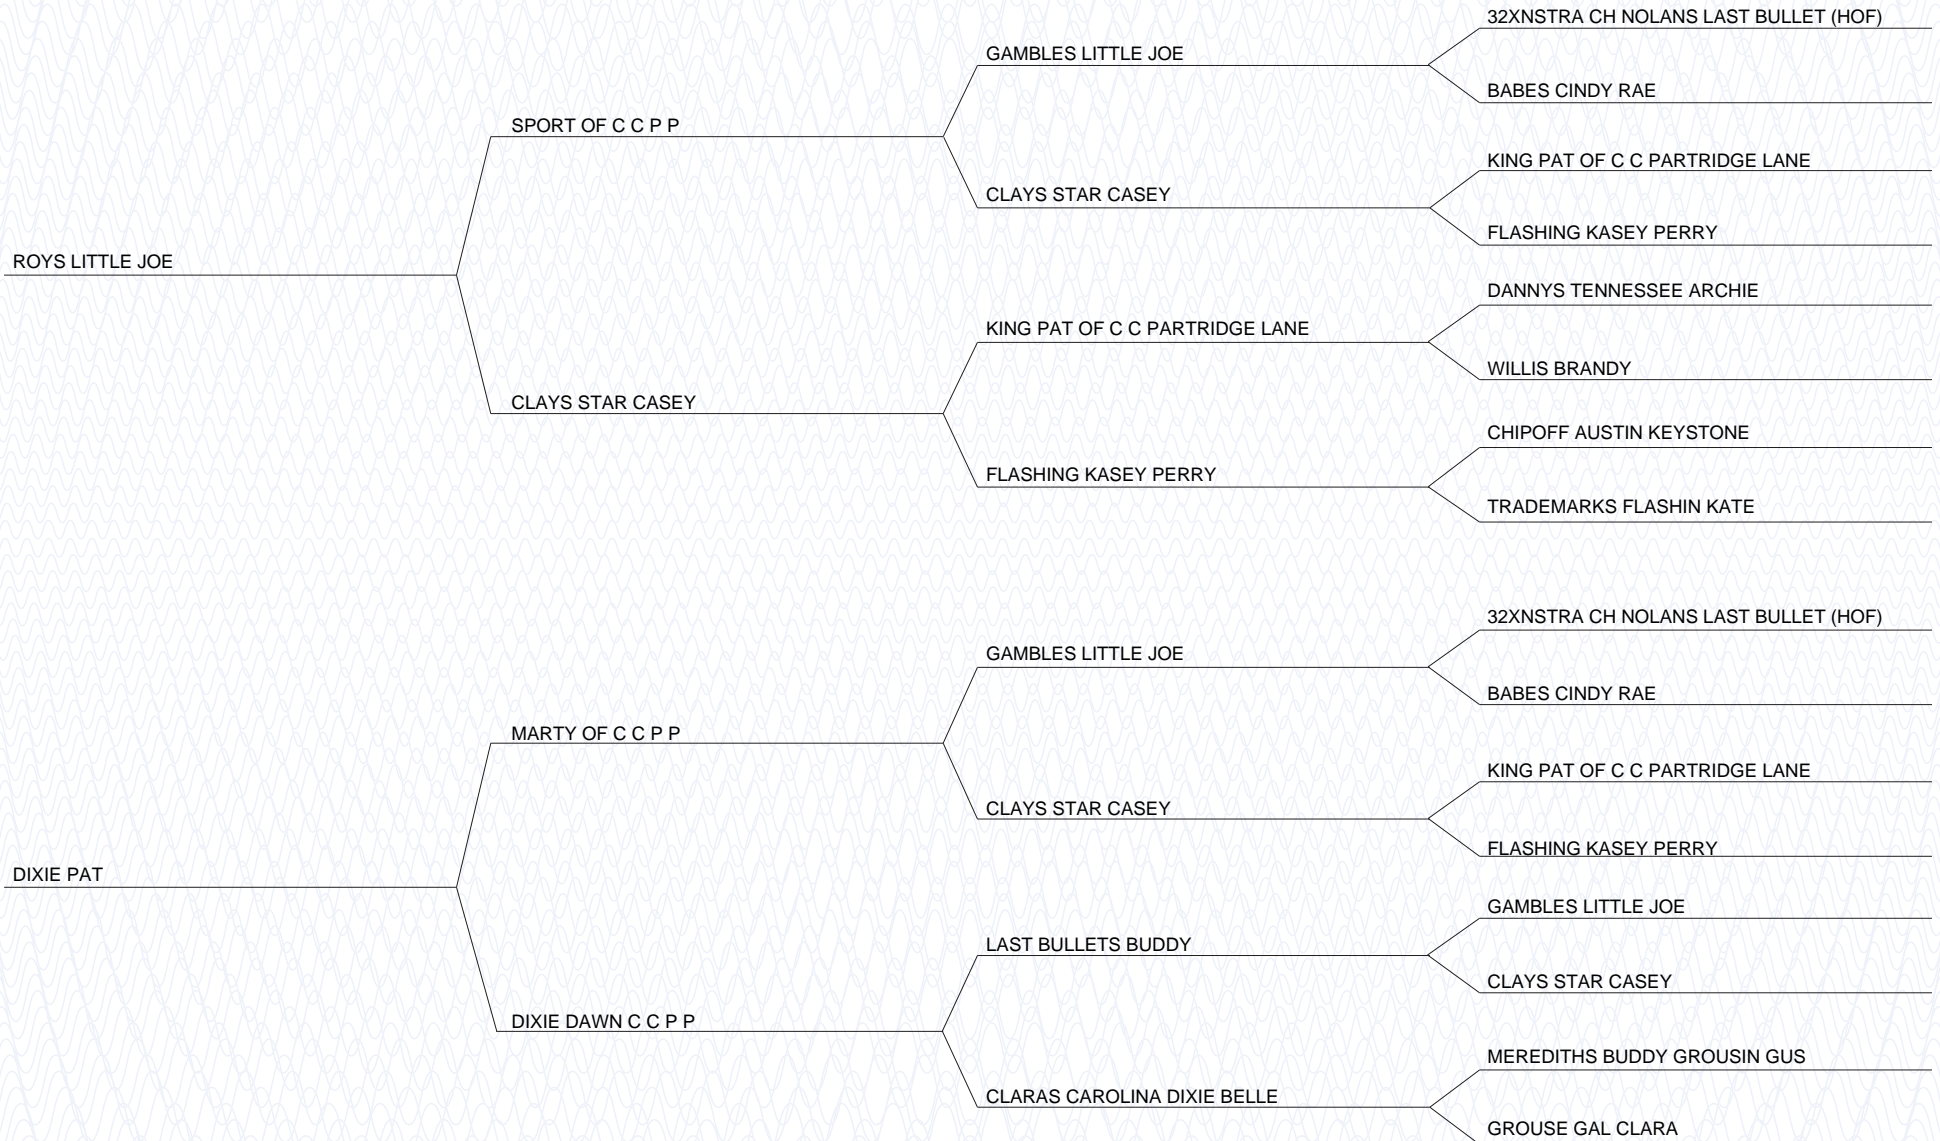 32XNSTRA CH NOLANS LAST BULLET (HOF)
GAMBLES LITTLE JOE
BABES CINDY RAE
SPORT OF C C P P
KING PAT OF C C PARTRIDGE LANE
CLAYS STAR CASEY
FLASHING KASEY PERRY
ROYS LITTLE JOE
DANNYS TENNESSEE ARCHIE
KING PAT OF C C PARTRIDGE LANE
WILLIS BRANDY
CLAYS STAR CASEY
CHIPOFF AUSTIN KEYSTONE
FLASHING KASEY PERRY
TRADEMARKS FLASHIN KATE
32XNSTRA CH NOLANS LAST BULLET (HOF)
GAMBLES LITTLE JOE
BABES CINDY RAE
MARTY OF C C P P
KING PAT OF C C PARTRIDGE LANE
CLAYS STAR CASEY
FLASHING KASEY PERRY
DIXIE PAT
GAMBLES LITTLE JOE
LAST BULLETS BUDDY
CLAYS STAR CASEY
DIXIE DAWN C C P P
MEREDITHS BUDDY GROUSIN GUS
CLARAS CAROLINA DIXIE BELLE
GROUSE GAL CLARA